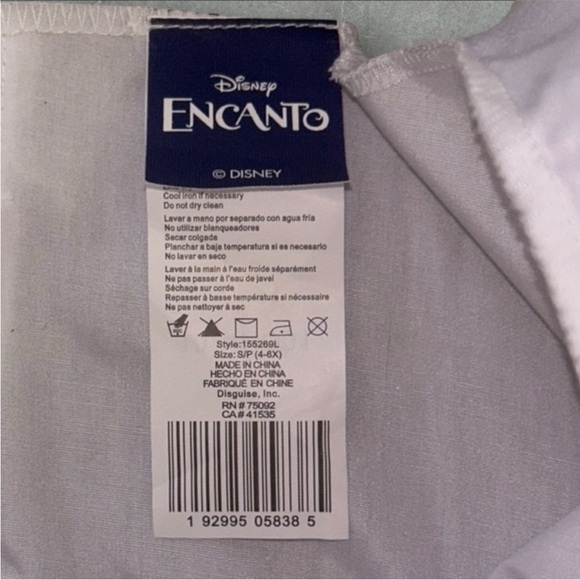 Disney
ENCANTO
© DISNEY
Cool iron if necessary
Do not dry clean
Lavar a mano por separado con agua fría
No utilizar blanqueadores
Secar colgade
Planchar a baja temperatura si es necesarlo
No lavar en seco
Laver à la main à l'eau froide séparément
Ne pas passer à l'eau de javel
Séchage sur corde
Repasser à basse température si nécessaire
Ne pas nettoyer à sec
Style:155269L
Size: S/P (4-6X)
MADE IN CHINA
HECHO EN CHINA
FABRIQUÉ EN CHINE
Disguise, Inc.
RN # 75092
CA# 41535
1 92995 05838 5